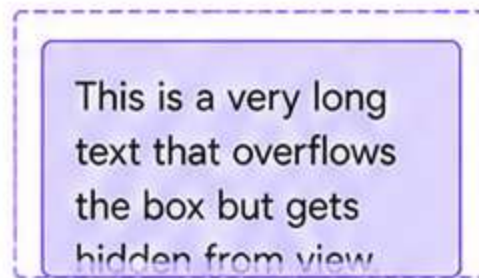 This is a very long
text that overflows
the box but gets
hidden from view